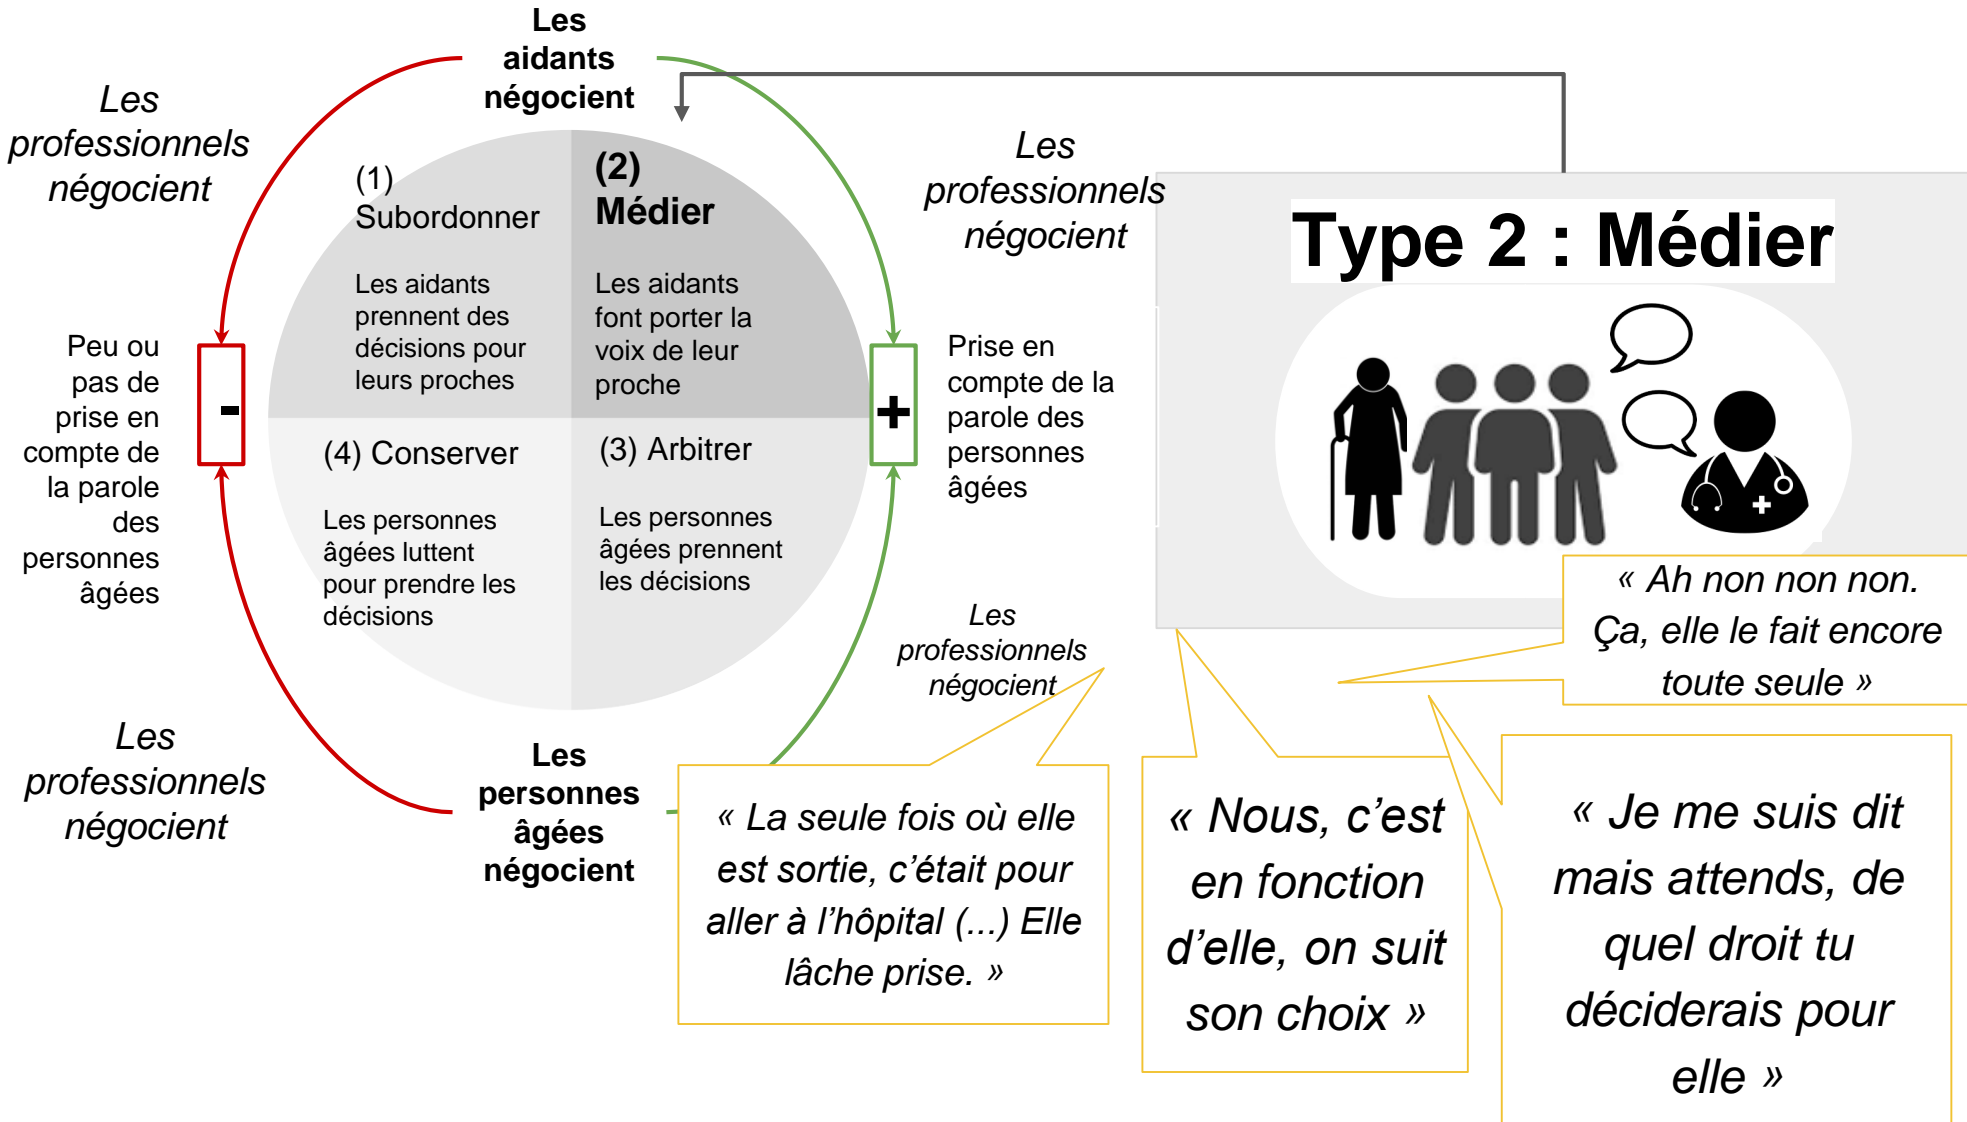 Les
aidants
négocient
Les
professionnels
négocient
Les
professionnels
négocient
(1)
Subordonner
Les aidants
prennent des
décisions pour
leurs proches
(2)
Médier
Les aidants
font porter la
voix de leur
proche
Peu ou
pas de
prise en
compte de
la parole
des
personnes
âgées
-
+
Prise en
compte de la
parole des
personnes
âgées
(4) Conserver
Les personnes
âgées luttent
pour prendre les
décisions
(3) Arbitrer
Les personnes
âgées prennent
les décisions
Les
professionnels
négocient
Les
professionnels
négocient
Les
personnes
âgées
négocient
Type 2 : Médier
« Ah non non non.
Ça, elle le fait encore
toute seule »
« La seule fois où elle
est sortie, c’était pour
aller à l’hôpital (...) Elle
lâche prise. »
« Nous, c’est
en fonction
d’elle, on suit
son choix »
« Je me suis dit
mais attends, de
quel droit tu
déciderais pour
elle »